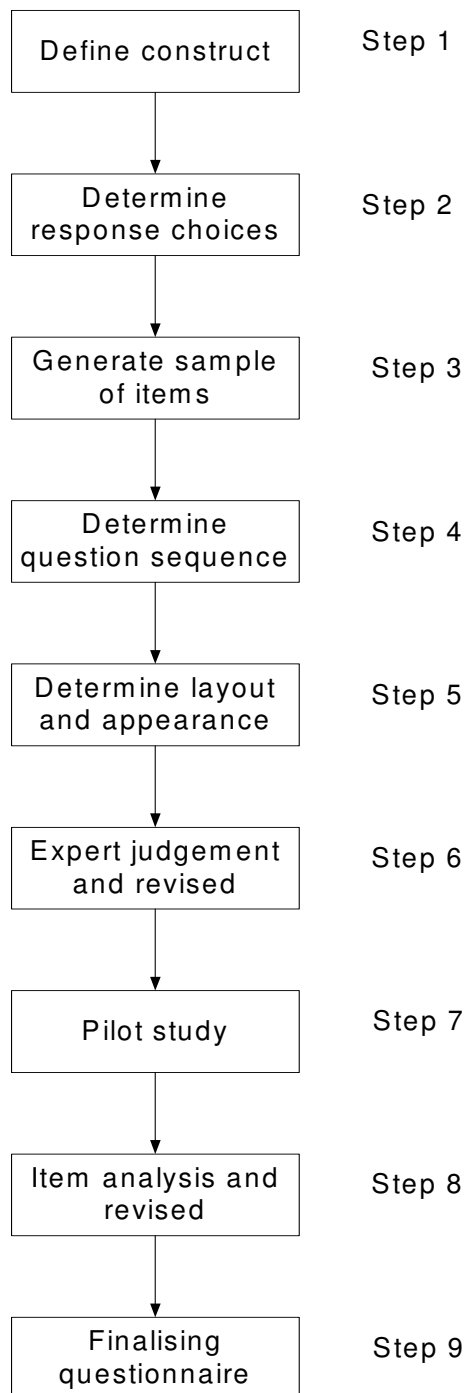 Define construct
Step 1
Determine
response choices
Step 2
Generate sample
of items
Step 3
Determine
question sequence
Step 4
Determine layout
and appearance
Step 5
Expert judgement
and revised
Step 6
Pilot study
Step 7
Item analysis and
revised
Step 8
Finalising
questionnaire
Step 9